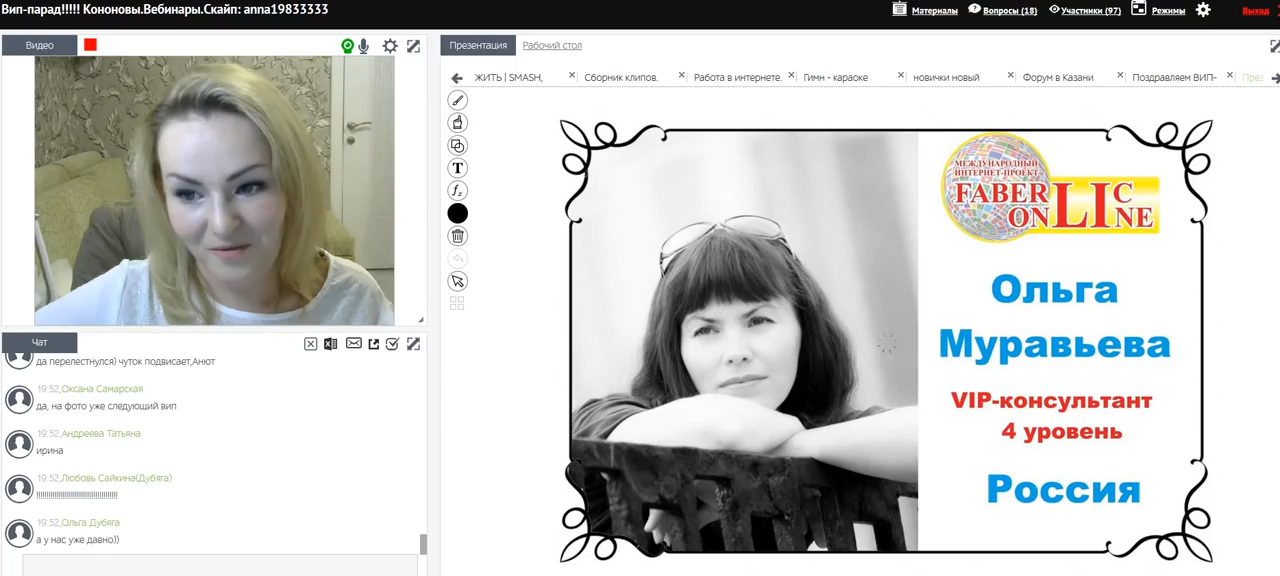 Вип-парад!!!!! Кононовы.Вебинары.Скайп: anna19833333
Материалы
Вопросы (18)
Участники (97)
Режимы
Выход
Видео
Презентация
Рабочий стол
ЖИТЬ | SMASH,
Сборник клипов.
Работа в интернете.
Гимн - караоке
новички новый
Форум в Казани
Поздравляем ВИП-
През
T
fx
МЕЖДУНАРОДНЫЙ
ИНТЕРНЕТ-ПРОЕКТ
FABERLIC
ONLINE
Ольга
Муравьева
VIP-консультант
4 уровень
Россия
Чат
да перелестнулся) чуток подвисает,Анют
19:52,Оксана Самарская
да, на фото уже следующий вип
19:52,Андреева Татьяна
ирина
19:52,Любовь Сайкина(Дубяга)
19:52,Ольга Дубяга
а у нас уже давно))